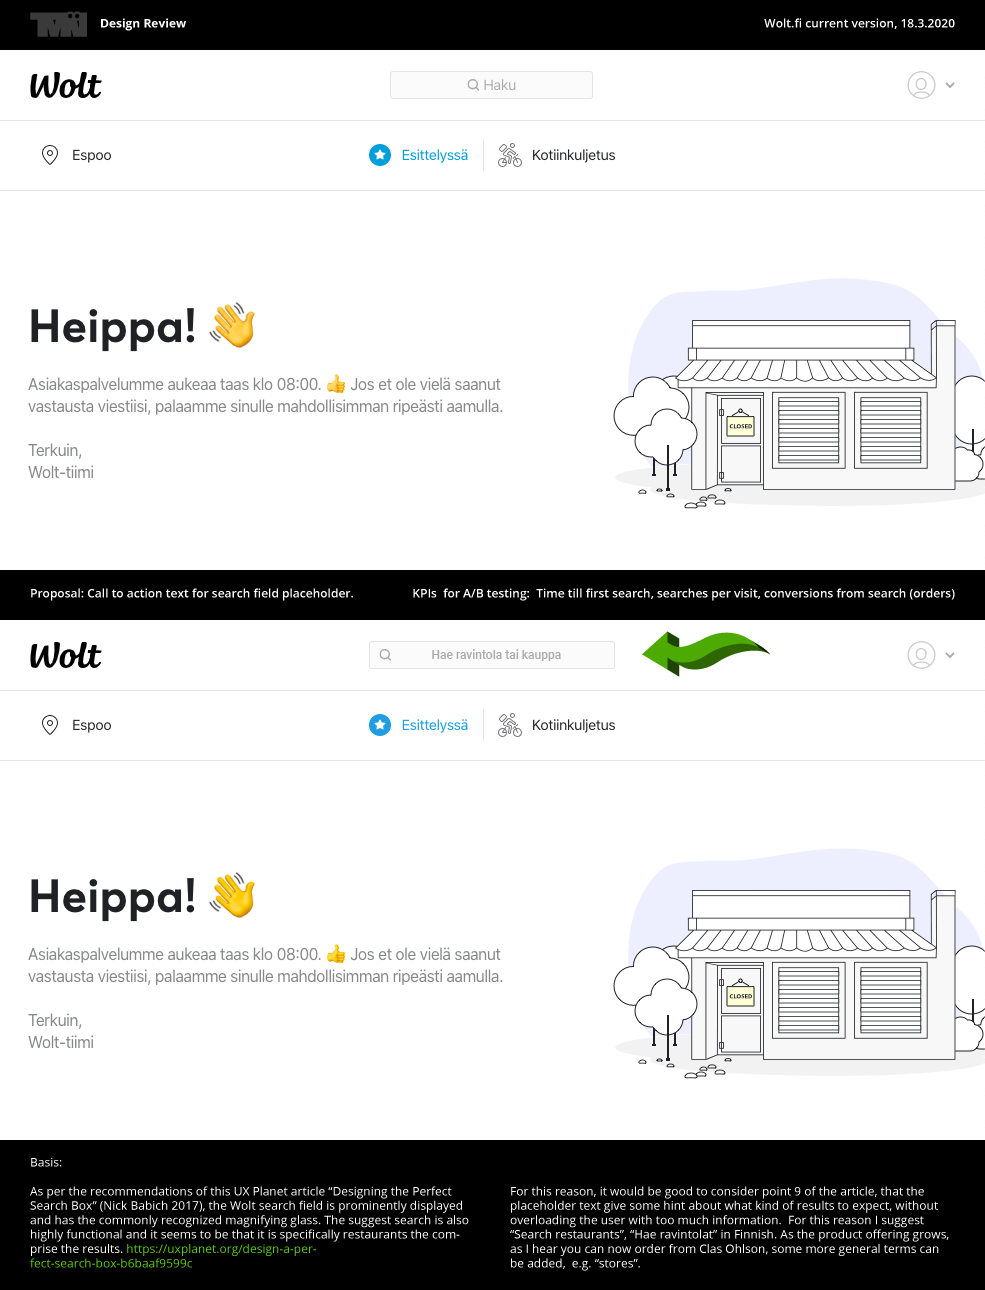 Design Review
Wolt.fi current version, 18.3.2020
Wolt
Haku
Espoo
Esittelyssä
Kotiinkuljetus
Heippa! 👋
Asiakaspalvelumme aukeaa taas klo 08:00. 👍 Jos et ole vielä saanut
vastausta viestiisi, palaamme sinulle mahdollisimman ripeästi aamulla.
Terkuin,
Wolt-tiimi
CLOSED
Proposal: Call to action text for search field placeholder.
KPIs for A/B testing: Time till first search, searches per visit, conversions from search (orders)
Wolt
Hae ravintola tai kauppa
Espoo
Esittelyssä
Kotiinkuljetus
Heippa! 👋
Asiakaspalvelumme aukeaa taas klo 08:00. 👍 Jos et ole vielä saanut
vastausta viestiisi, palaamme sinulle mahdollisimman ripeästi aamulla.
Terkuin,
Wolt-tiimi
CLOSED
Basis:
As per the recommendations of this UX Planet article “Designing the Perfect
Search Box” (Nick Babich 2017), the Wolt search field is prominently displayed
and has the commonly recognized magnifying glass. The suggest search is also
highly functional and it seems to be that it is specifically restaurants the com-
prise the results. https://uxplanet.org/design-a-per-
fect-search-box-b6baaf9599c
For this reason, it would be good to consider point 9 of the article, that the
placeholder text give some hint about what kind of results to expect, without
overloading the user with too much information. For this reason I suggest
“Search restaurants”, “Hae ravintolat” in Finnish. As the product offering grows,
as I hear you can now order from Clas Ohlson, some more general terms can
be added, e.g. “stores”.